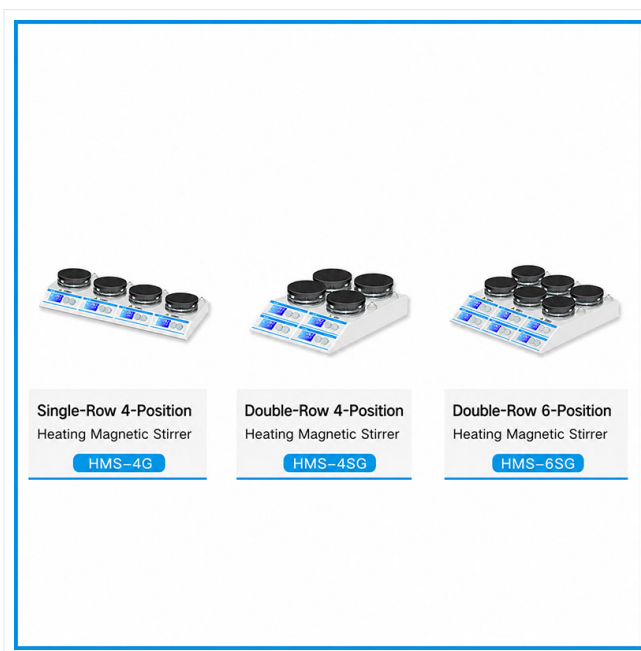 Single-Row 4-Position
Heating Magnetic Stirrer
HMS-4G
Double-Row 4-Position
Heating Magnetic Stirrer
HMS-4SG
Double-Row 6-Position
Heating Magnetic Stirrer
HMS-6SG